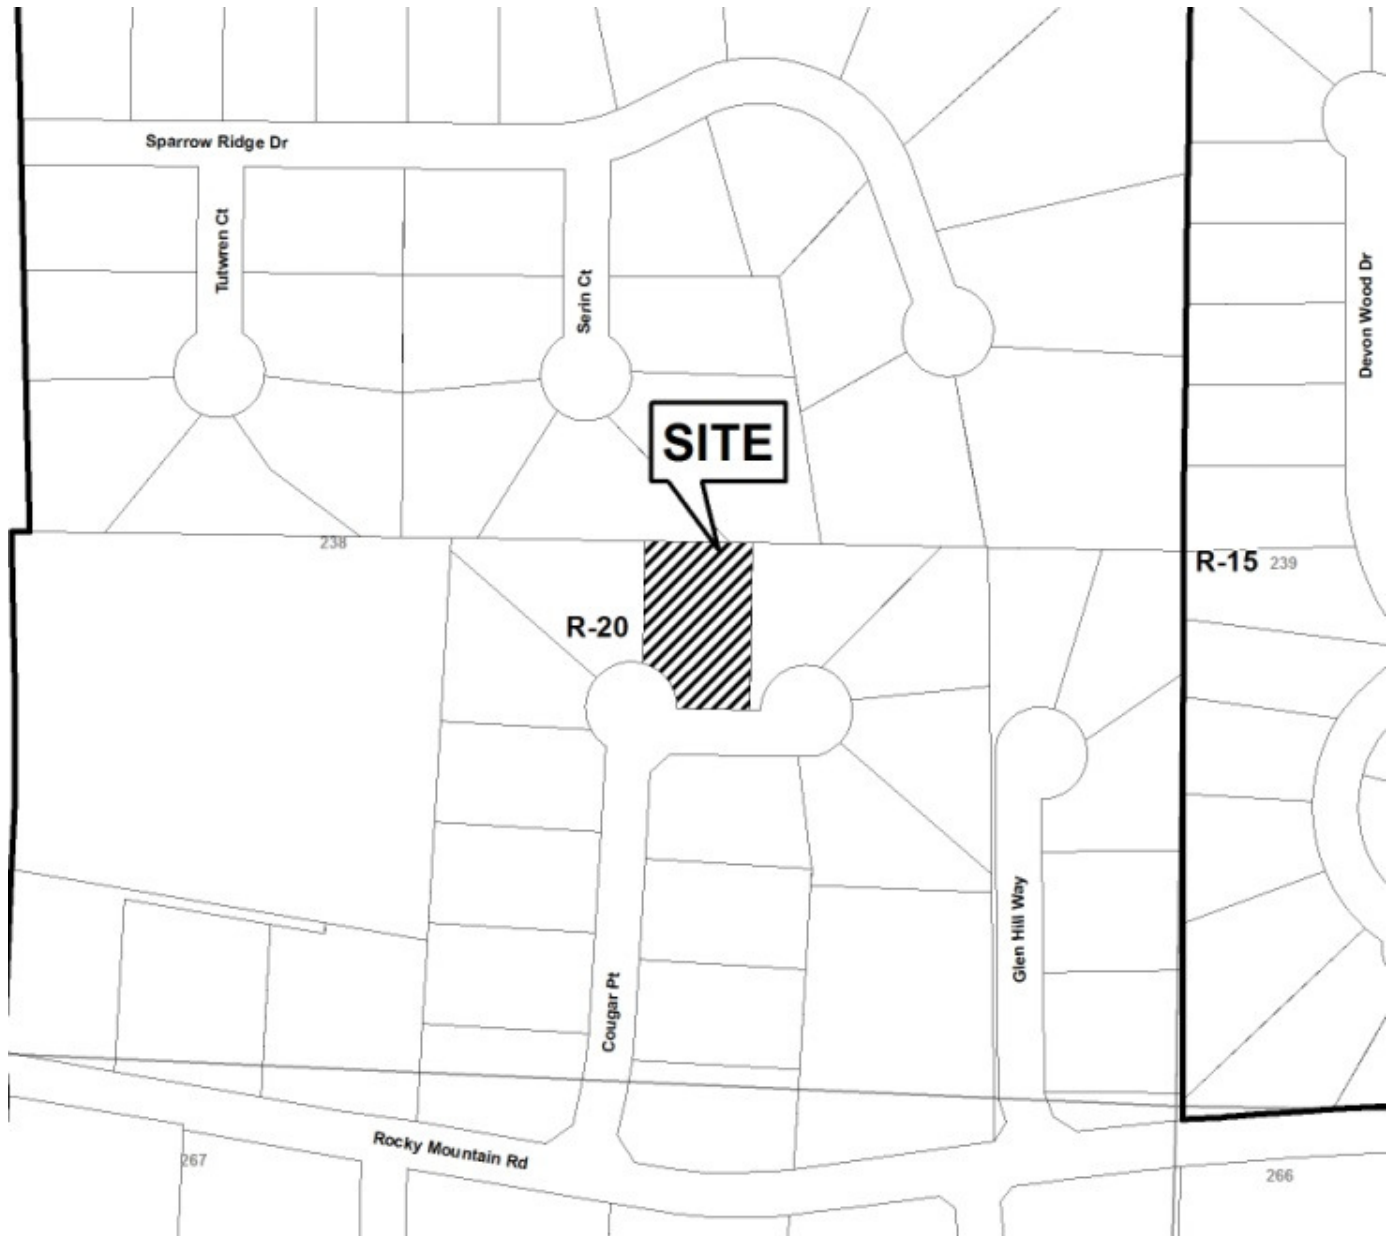 Sparrow Ridge Dr
Tutwren Ct
Serin Ct
Devon Wood Dr
SITE
238
R-15
239
R-20
Glen Hill Way
Cougar Pt
Rocky Mountain Rd
267
266